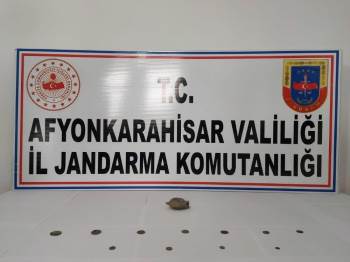 T.C.
AFYONKARAHİSAR VALİLİĞİ
İL JANDARMA KOMUTANLIĞI